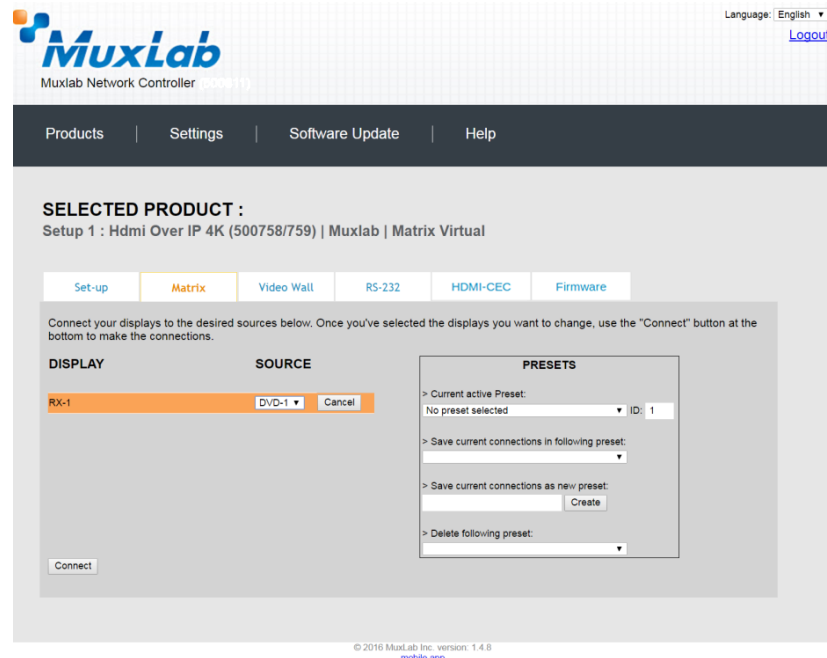 Language: English
Logout
MuxLab
Muxlab Network Controller
Products | Settings | Software Update | Help
SELECTED PRODUCT :
Setup 1 : Hdmi Over IP 4K (500758/759) | Muxlab | Matrix Virtual
Set-up Matrix Video Wall RS-232 HDMI-CEC Firmware
Connect your displays to the desired sources below. Once you've selected the displays you want to change, use the "Connect" button at the
bottom to make the connections.
DISPLAY SOURCE
RX-1 DVD-1 Cancel
PRESETS
> Current active Preset:
No preset selected ID: 1
> Save current connections in following preset:
> Save current connections as new preset:
Create
> Delete following preset:
Connect
© 2016 MuxLab Inc. version: 1.4.8
mobile app